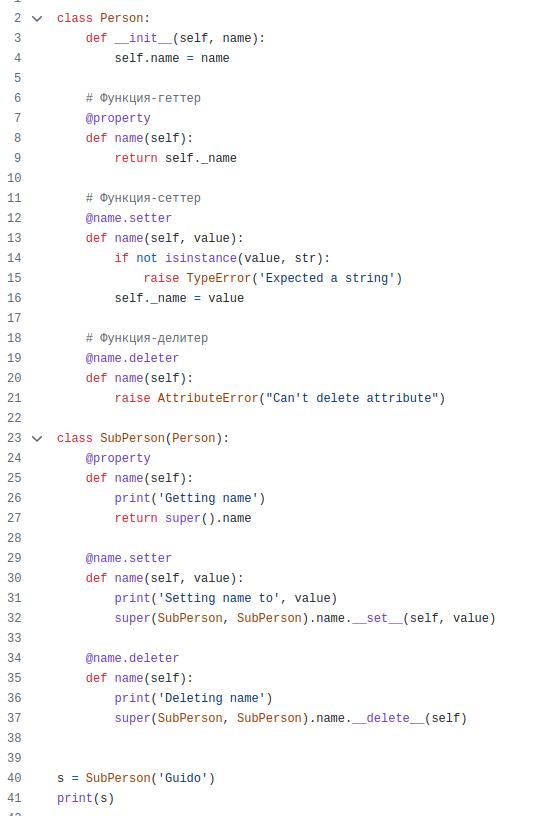 2 class Person:
3 def __init__(self, name):
4 self.name = name
5
6 # Функция-геттер
7 @property
8 def name(self):
9 return self._name
10
11 # Функция-сеттер
12 @name.setter
13 def name(self, value):
14 if not isinstance(value, str):
15 raise TypeError('Expected a string')
16 self._name = value
17
18 # Функция-делитер
19 @name.deleter
20 def name(self):
21 raise AttributeError("Can't delete attribute")
22
23 class SubPerson(Person):
24 @property
25 def name(self):
26 print('Getting name')
27 return super().name
28
29 @name.setter
30 def name(self, value):
31 print('Setting name to', value)
32 super(SubPerson, SubPerson).name.__set__(self, value)
33
34 @name.deleter
35 def name(self):
36 print('Deleting name')
37 super(SubPerson, SubPerson).name.__delete__(self)
38
39
40 s = SubPerson('Guido')
41 print(s)